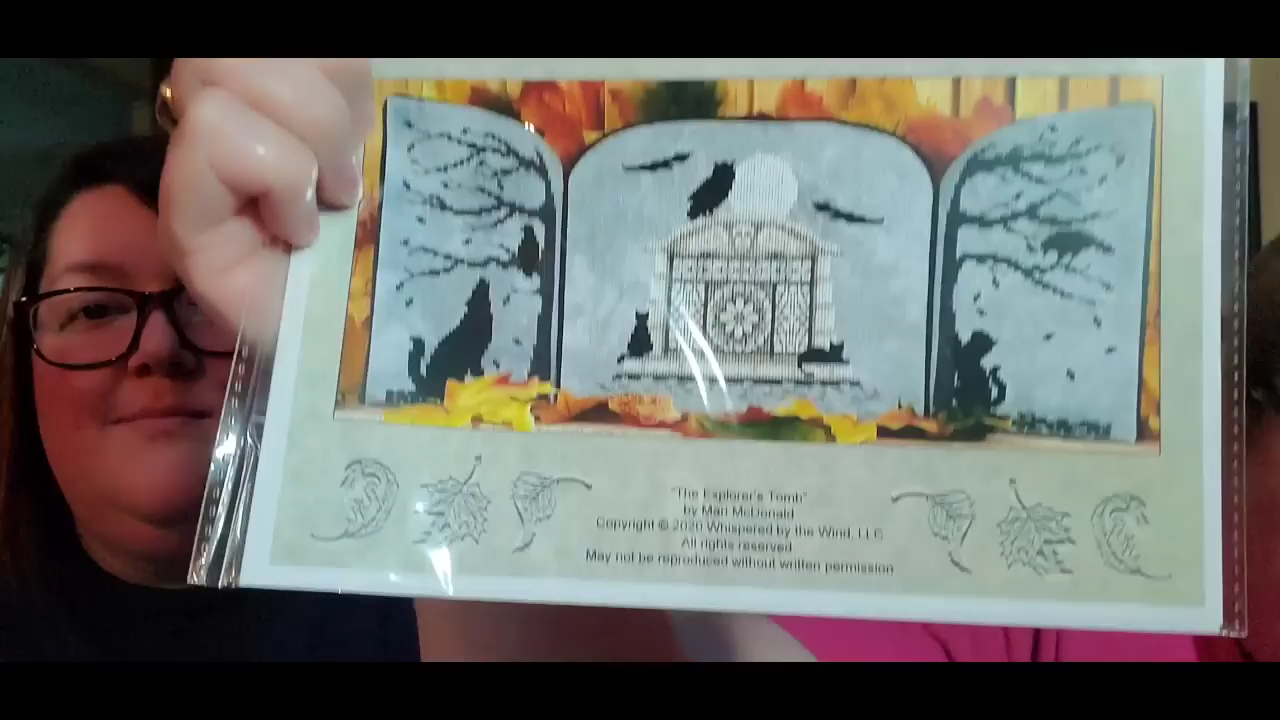 "The Explorer's Tomb"
by Mari McDonald
Copyright © 2020 Whispered by the Wind, LLC
All rights reserved
May not be reproduced without written permission